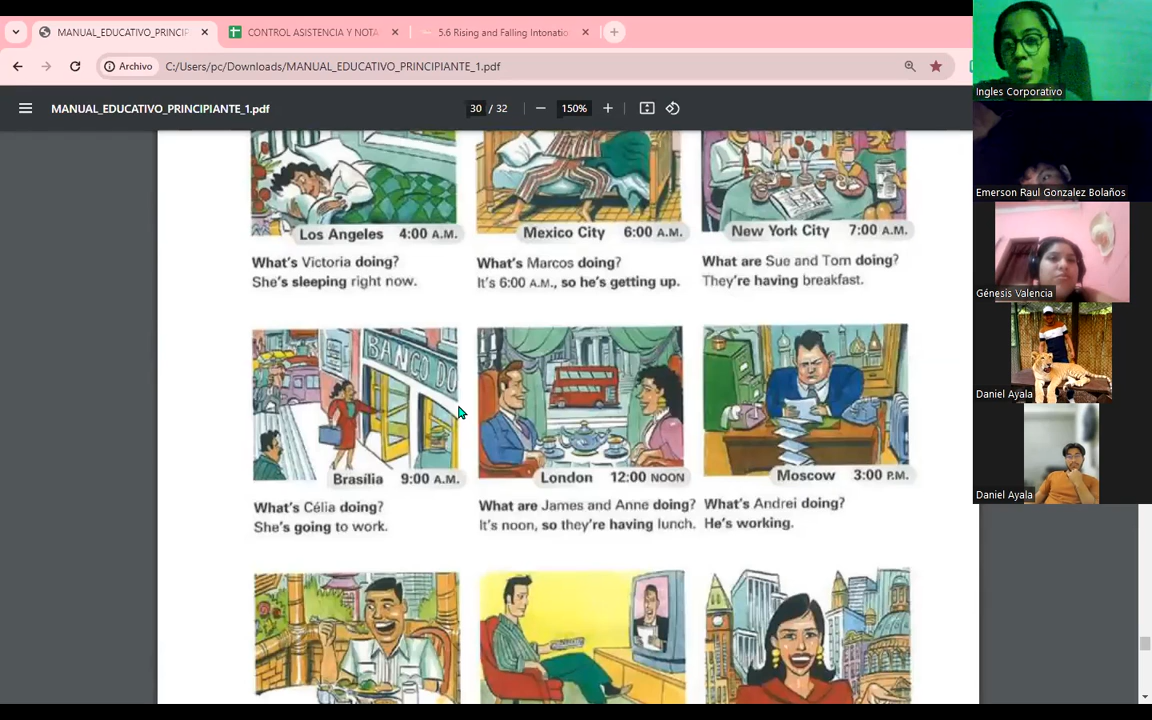 MANUAL_EDUCATIVO_PRINCIP
CONTROL ASISTENCIA Y NOTA
5.6 Rising and Falling Intonatio
Archivo
C:/Users/pc/Downloads/MANUAL_EDUCATIVO_PRINCIPIANTE_1.pdf
MANUAL_EDUCATIVO_PRINCIPIANTE_1.pdf
30 / 32
150%
Ingles Corporativo
Emerson Raul Gonzalez Bolaños
Génesis Valencia
Daniel Ayala
Daniel Ayala
Los Angeles 4:00 A.M.
Mexico City 6:00 A.M.
New York City 7:00 A.M.
What's Victoria doing?
She's sleeping right now.
What's Marcos doing?
It's 6:00 A.M., so he's getting up.
What are Sue and Tom doing?
They're having breakfast.
BANCO DO
Brasília 9:00 A.M.
London 12:00 NOON
Moscow 3:00 P.M.
What's Célia doing?
She's going to work.
What are James and Anne doing?
It's noon, so they're having lunch.
What's Andrei doing?
He's working.